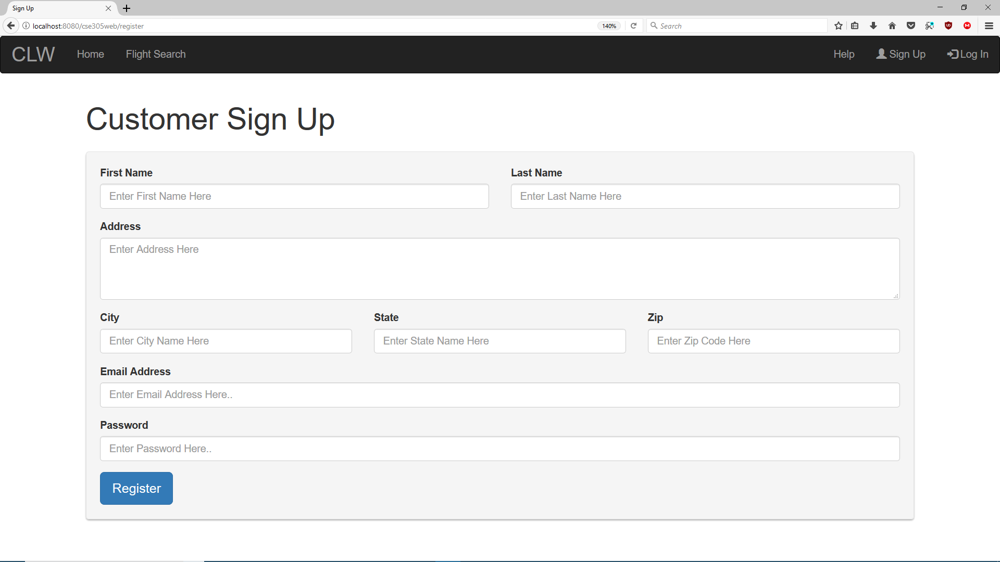 Sign Up
localhost:8080/cse305web/register
140%
Search
CLW
Home
Flight Search
Help
Sign Up
Log In
Customer Sign Up
First Name
Last Name
Enter First Name Here
Enter Last Name Here
Address
Enter Address Here
City
State
Zip
Enter City Name Here
Enter State Name Here
Enter Zip Code Here
Email Address
Enter Email Address Here..
Password
Enter Password Here..
Register